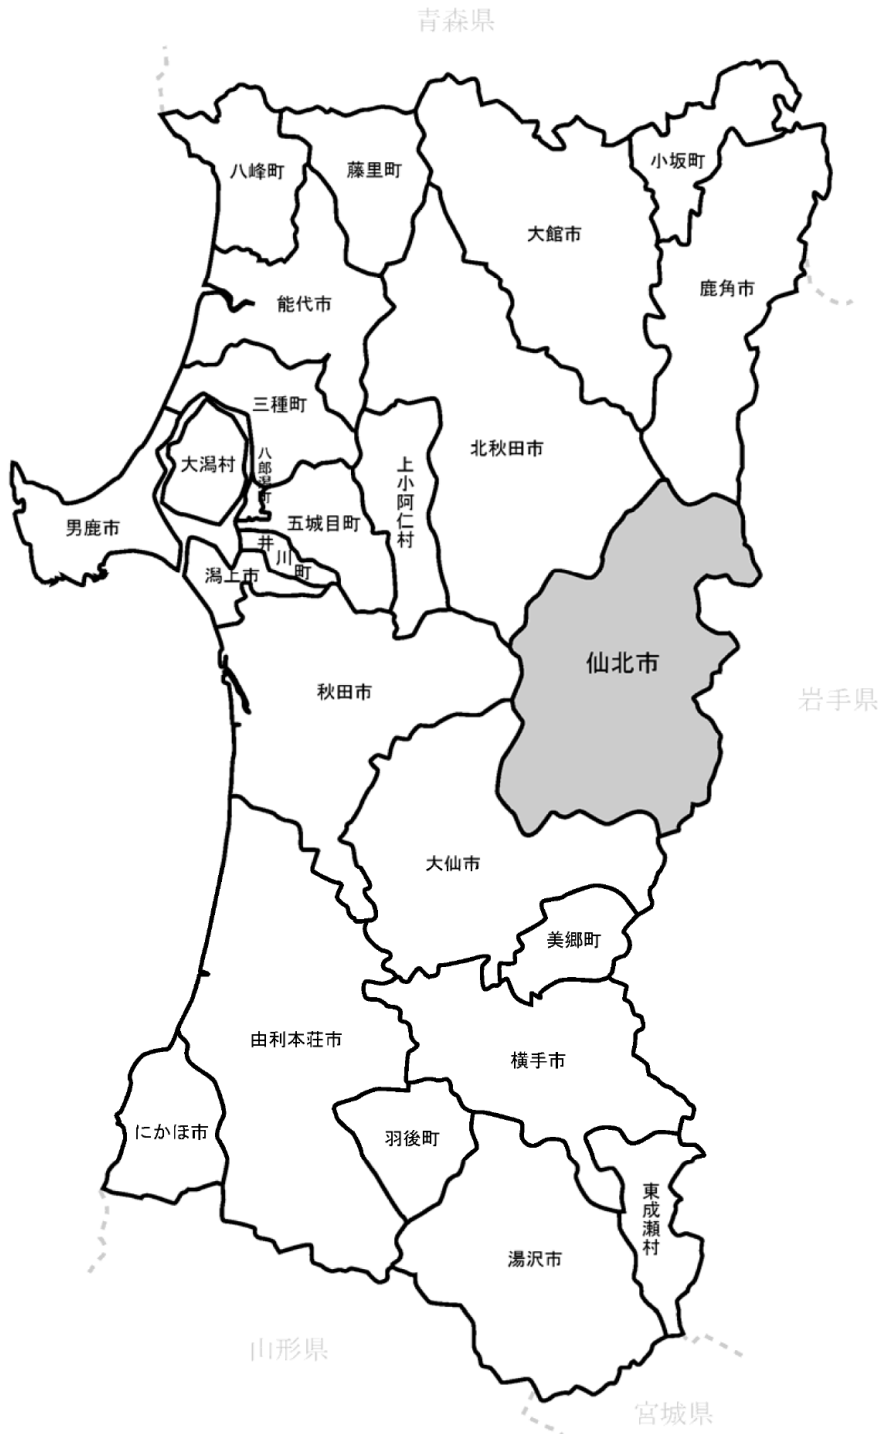 青森県
八峰町
藤里町
小坂町
大館市
鹿角市
能代市
三種町
北秋田市
八郎潟町
大潟村
上小阿仁村
男鹿市
五城目町
井川町
潟上市
仙北市
秋田市
岩手県
大仙市
美郷町
由利本荘市
横手市
にかほ市
羽後町
東成瀬村
湯沢市
山形県
宮城県